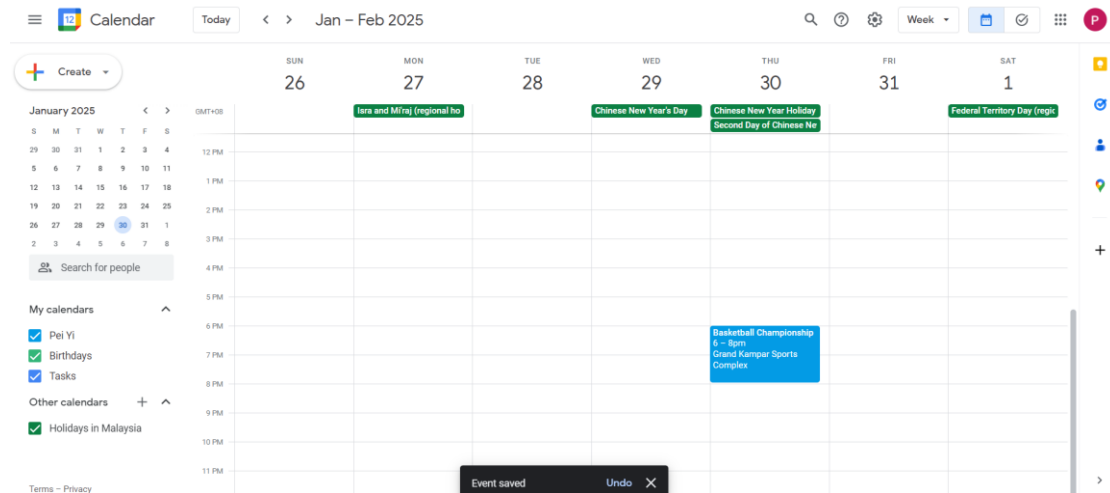 12 Calendar Today Jan – Feb 2025 Week P
Create
January 2025
S M T W T F S
29 30 31 1 2 3 4
5 6 7 8 9 10 11
12 13 14 15 16 17 18
19 20 21 22 23 24 25
26 27 28 29 30 31 1
2 3 4 5 6 7 8
Search for people
My calendars
Pei Yi
Birthdays
Tasks
Other calendars
Holidays in Malaysia
Terms – Privacy
SUN MON TUE WED THU FRI SAT
26 27 28 29 30 31 1
GMT+08 Isra and Mi'raj (regional ho Chinese New Year's Day Chinese New Year Holiday Federal Territory Day (regic
Second Day of Chinese Ne
12 PM
1 PM
2 PM
3 PM
4 PM
5 PM
6 PM
7 PM
8 PM
9 PM
10 PM
11 PM
Basketball Championship
6 – 8pm
Grand Kampar Sports
Complex
Event saved Undo